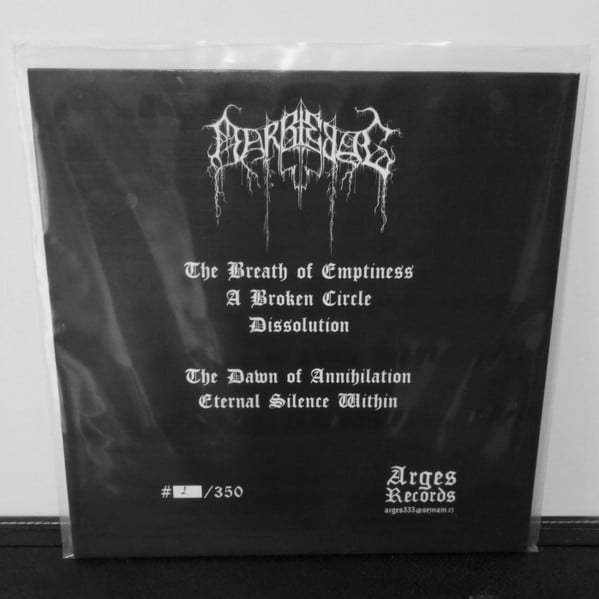 The Breath of Emptiness
A Broken Circle
Dissolution
The Dawn of Annihilation
Eternal Silence Within
#2/350
Arges
Records